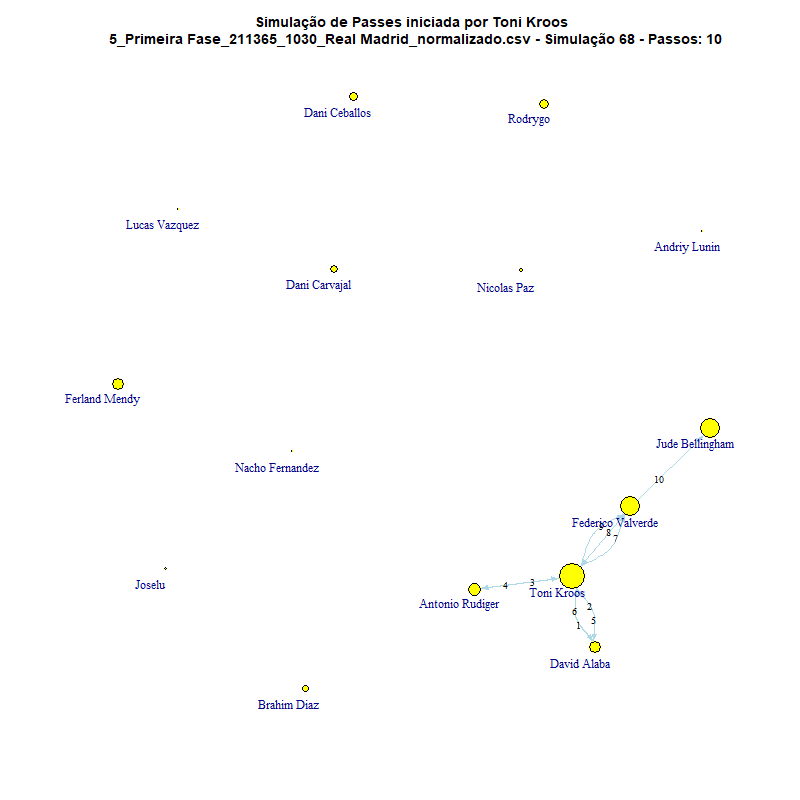 Simulação de Passes iniciada por Toni Kroos
5_Primeira Fase_211365_1030_Real Madrid_normalizado.csv - Simulação 68 - Passos: 10
Dani Ceballos
Rodrygo
Lucas Vazquez
Andriy Lunin
Dani Carvajal
Nicolas Paz
Ferland Mendy
Jude Bellingham
Nacho Fernandez
10
Federico Valverde
9
8
7
Joselu
4
3
Toni Kroos
Antonio Rudiger
2
6
5
1
David Alaba
Brahim Diaz